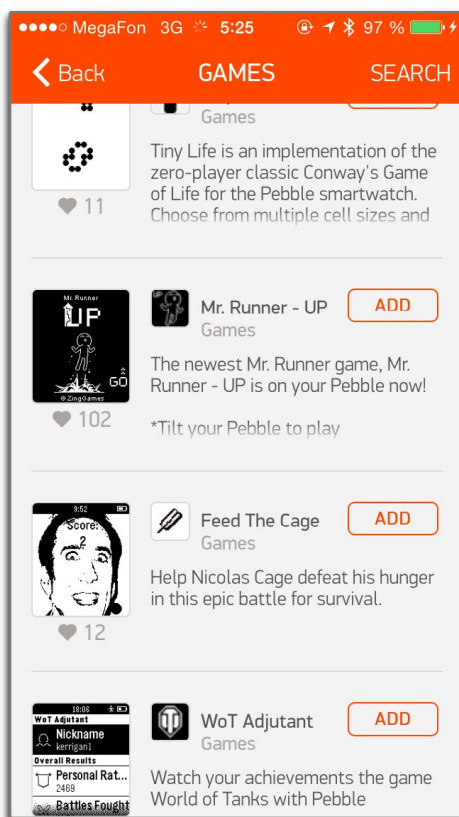 MegaFon 3G 5:25 97 %
Back GAMES SEARCH
Games
Tiny Life is an implementation of the
zero-player classic Conway's Game
of Life for the Pebble smartwatch.
Choose from multiple cell sizes and
11
Mr. Runner
UP
GO
@ZingGames
102
Mr. Runner - UP
Games
ADD
The newest Mr. Runner game, Mr.
Runner - UP is on your Pebble now!
*Tilt your Pebble to play
9:52
Score:
2
12
Feed The Cage
Games
ADD
Help Nicolas Cage defeat his hunger
in this epic battle for survival.
18:06
WoT Adjutant
Nickname
kerrigan1
Overall Results
Personal Rat...
2469
Battles Fought
WoT Adjutant
Games
ADD
Watch your achievements the game
World of Tanks with Pebble